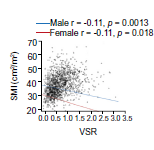 Male r = -0.11, p = 0.0013
Female r = -0.11, p = 0.018
SMI (cm²/m²)
70
60
50
40
30
20
0.0 0.5 1.0 1.5 2.0 2.5 3.0 3.5
VSR